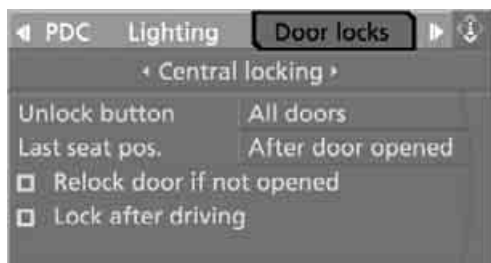 PDC Lighting Door locks
Central locking
Unlock button All doors
Last seat pos. After door opened
Relock door if not opened
Lock after driving